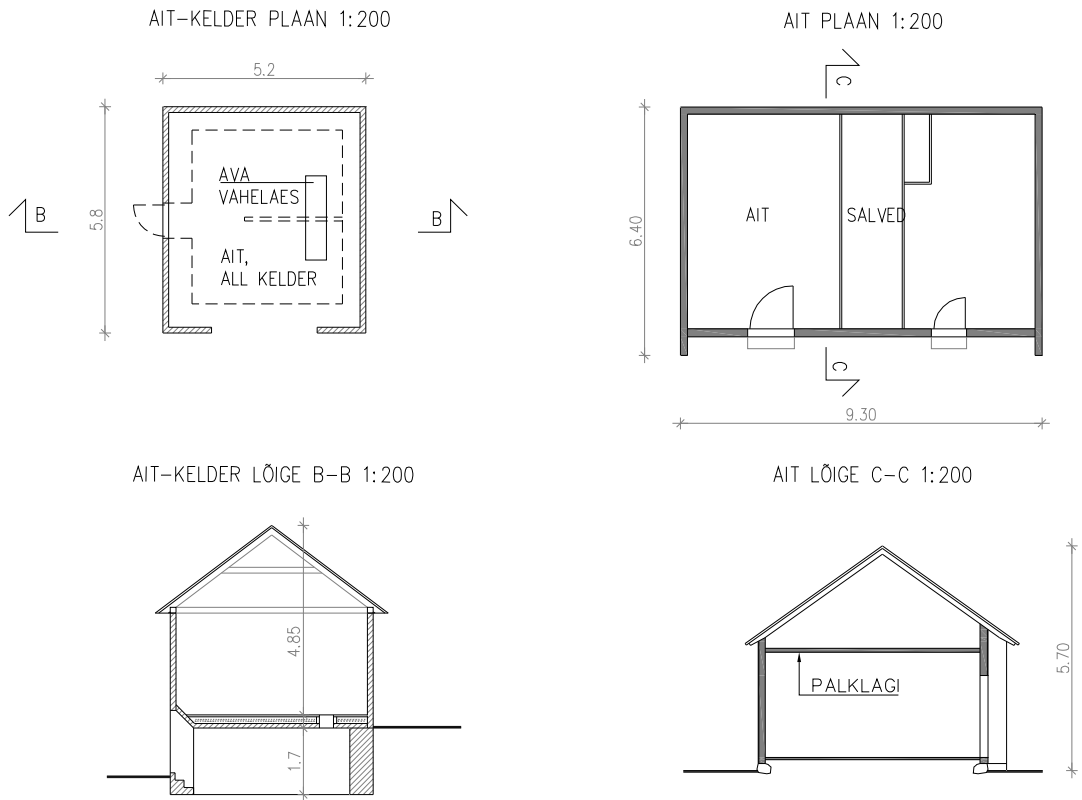 AIT-KELDER PLAAN 1:200
5.2
5.8
AVA
VAHELAES
AIT,
ALL KELDER
B
B
AIT PLAAN 1:200
C
6.40
AIT
SALVED
C
9.30
AIT-KELDER LÕIGE B-B 1:200
4.85
1.7
AIT LÕIGE C-C 1:200
PALKLAGI
5.70